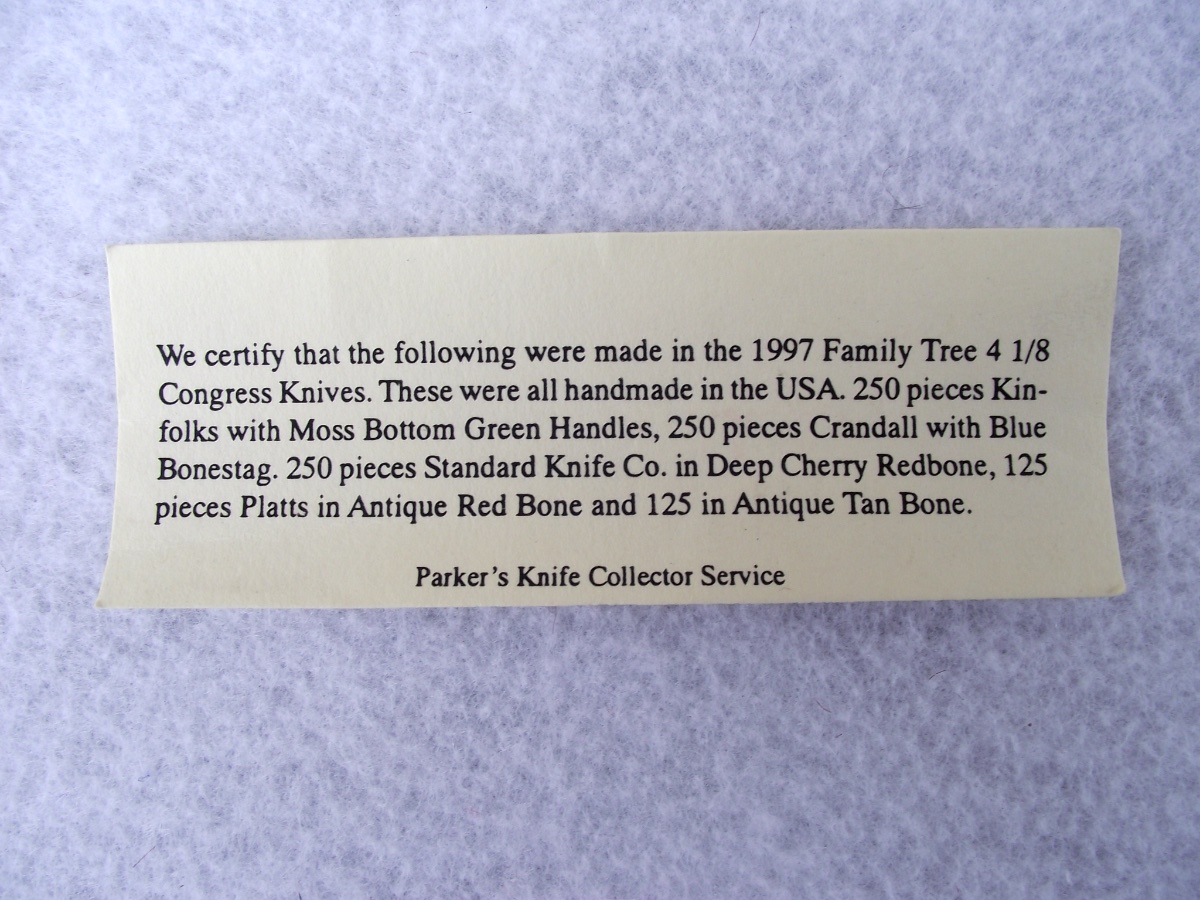 We certify that the following were made in the 1997 Family Tree 4 1/8
Congress Knives. These were all handmade in the USA. 250 pieces Kin-
folks with Moss Bottom Green Handles, 250 pieces Crandall with Blue
Bonestag. 250 pieces Standard Knife Co. in Deep Cherry Redbone, 125
pieces Platts in Antique Red Bone and 125 in Antique Tan Bone.
Parker's Knife Collector Service